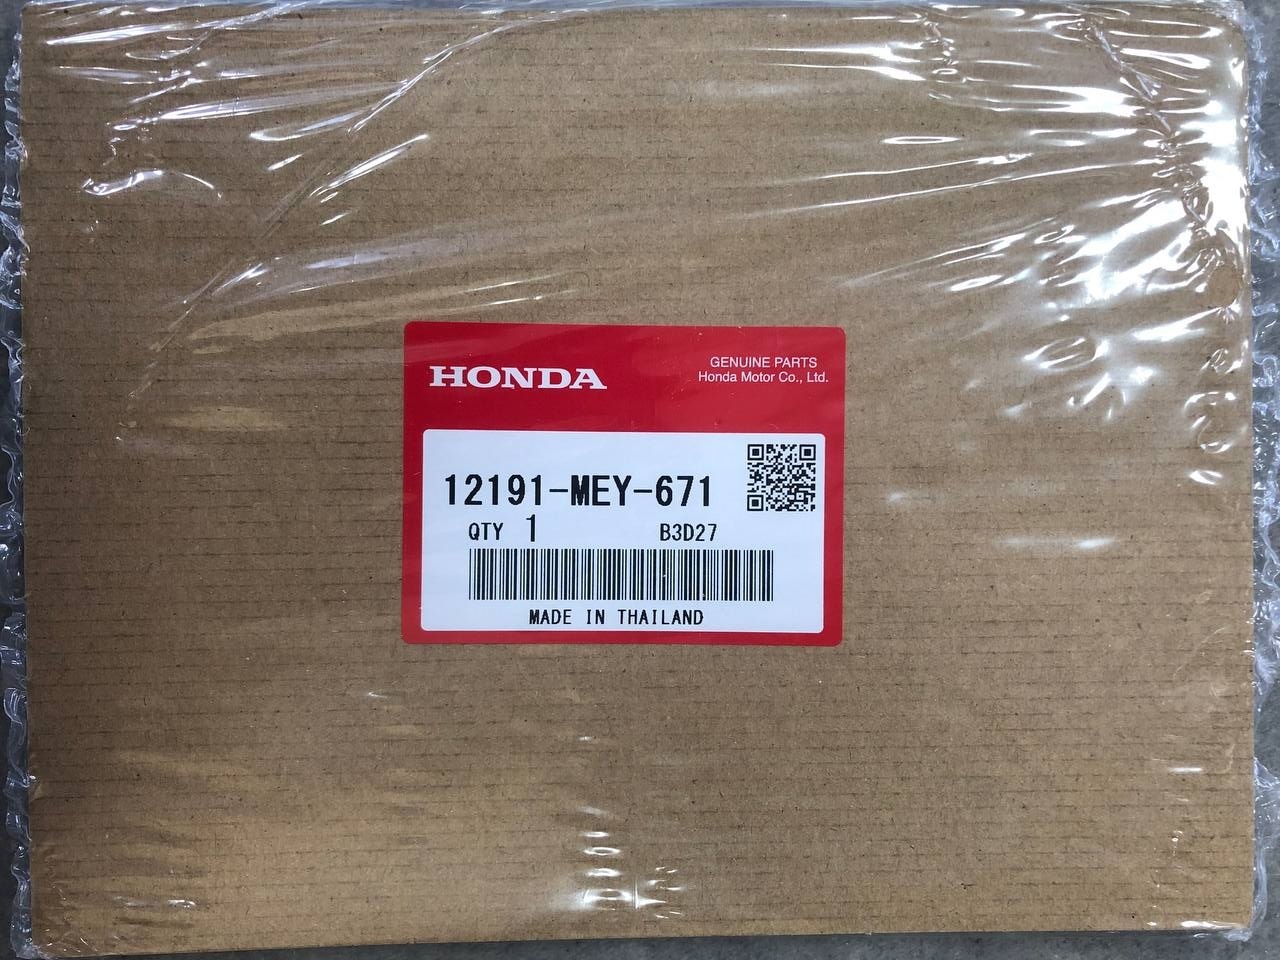 HONDA
GENUINE PARTS
Honda Motor Co., Ltd.
12191-MEY-671
QTY 1 B3D27
MADE IN THAILAND